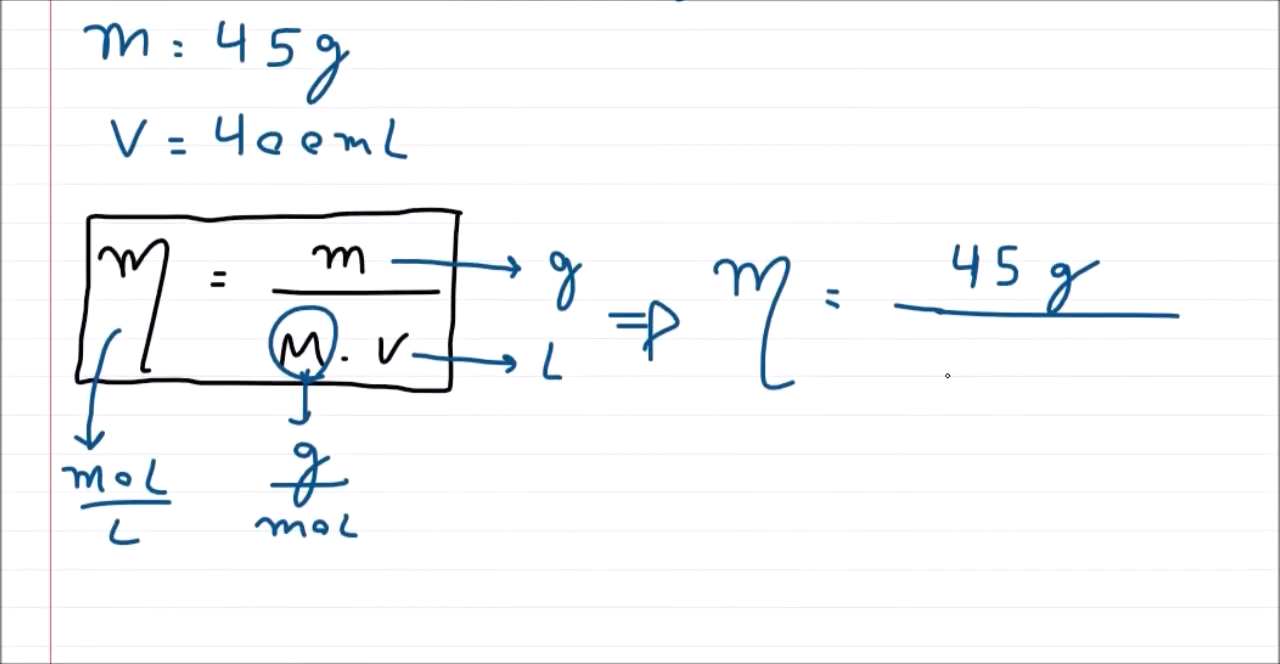 m: 45g
V = 400mL
M = m / M . V → g ⇒ M = 45g /
→ L
mol / L
g / mol